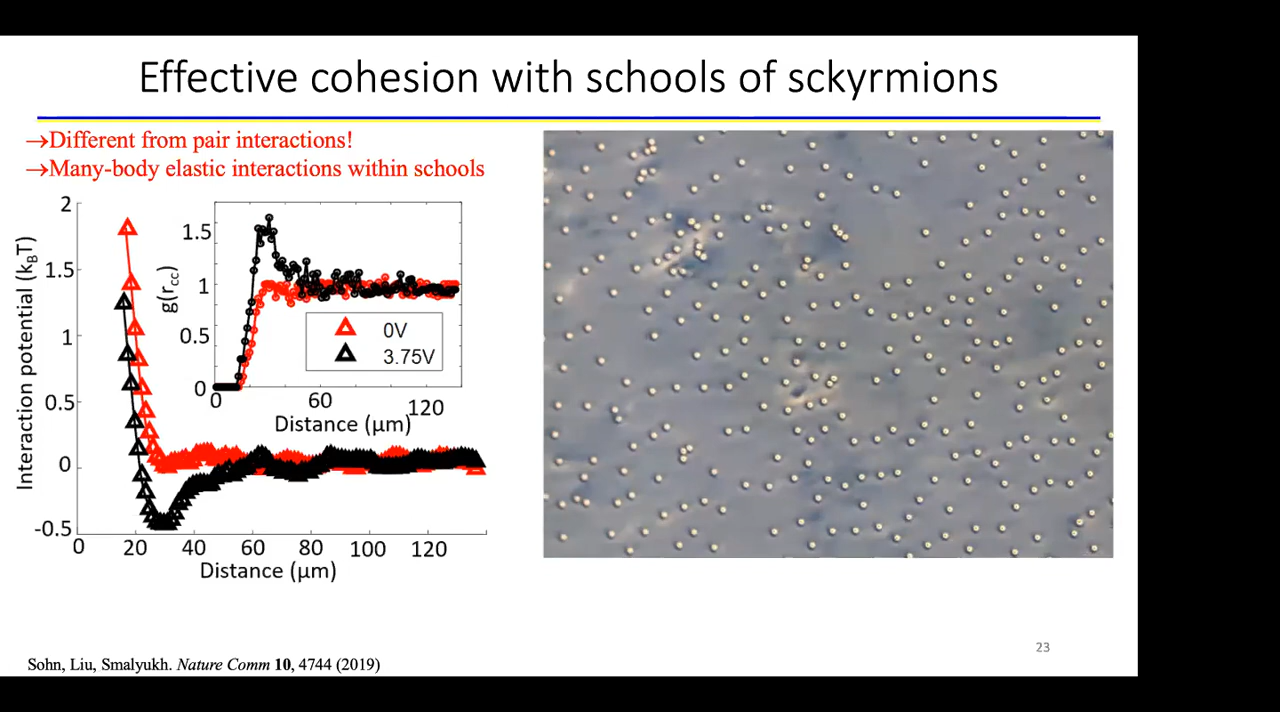 Effective cohesion with schools of sckyrmions
→Different from pair interactions!
→Many-body elastic interactions within schools
Interaction potential (kBT)
2
1.5
1
0.5
0
-0.5
0 20 40 60 80 100 120
Distance (μm)
g(rcc)
1.5
1
0.5
0
0 60 120
Distance (μm)
0V
3.75V
23
Sohn, Liu, Smalyukh. Nature Comm 10, 4744 (2019)